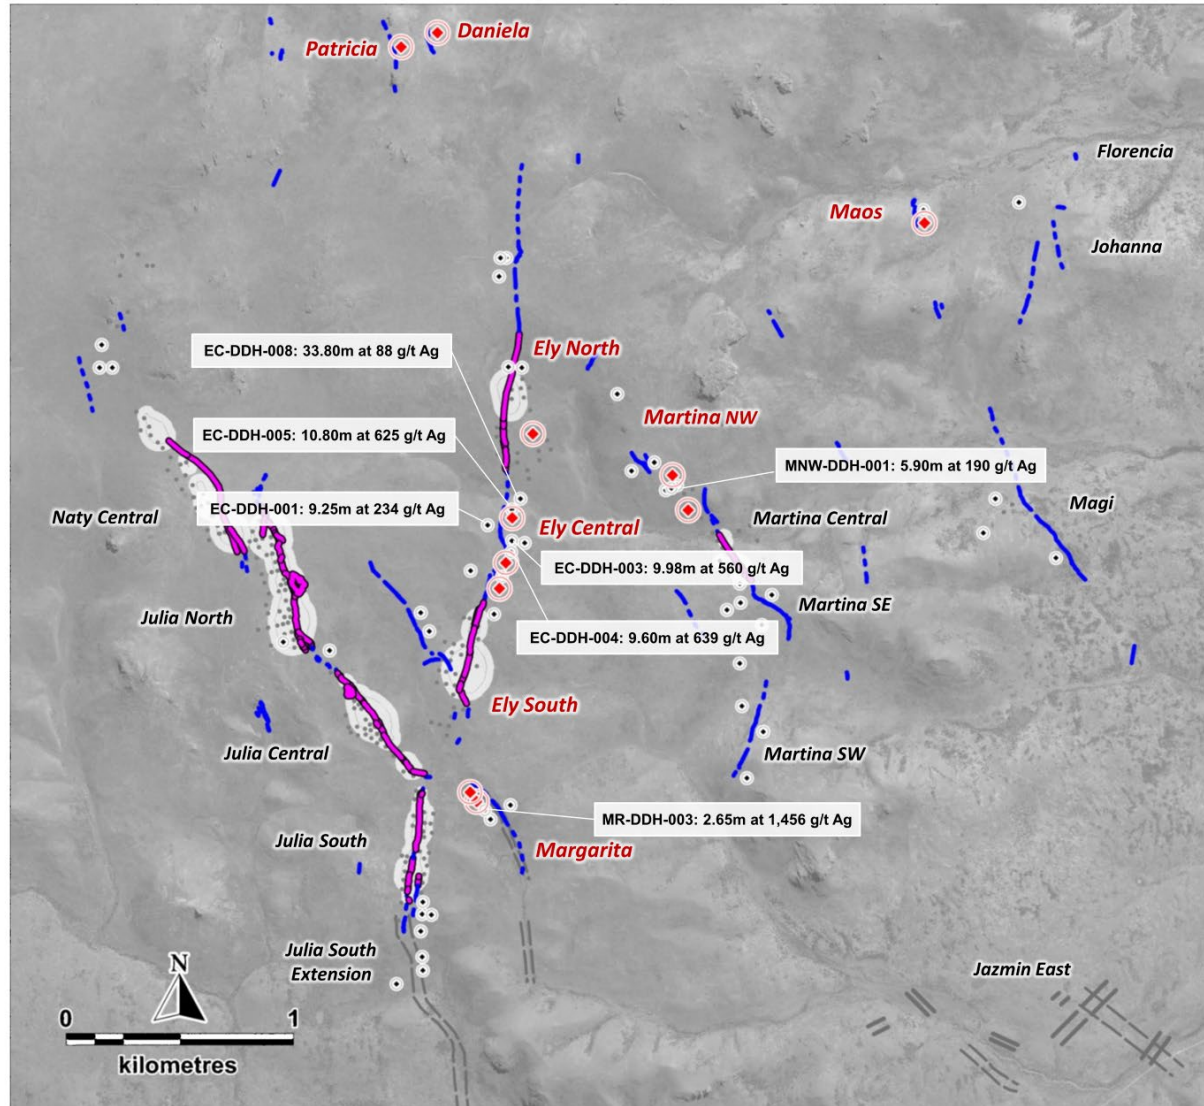 Daniela
Patricia
Florencia
Maos
Johanna
EC-DDH-008: 33.80m at 88 g/t Ag
Ely North
Martina NW
EC-DDH-005: 10.80m at 625 g/t Ag
MNW-DDH-001: 5.90m at 190 g/t Ag
EC-DDH-001: 9.25m at 234 g/t Ag
Magi
Naty Central
Ely Central
Martina Central
EC-DDH-003: 9.98m at 560 g/t Ag
Martina SE
Julia North
EC-DDH-004: 9.60m at 639 g/t Ag
Ely South
Julia Central
Martina SW
MR-DDH-003: 2.65m at 1,456 g/t Ag
Julia South
Margarita
Julia South
Extension
Jazmin East
N
0 1
kilometres